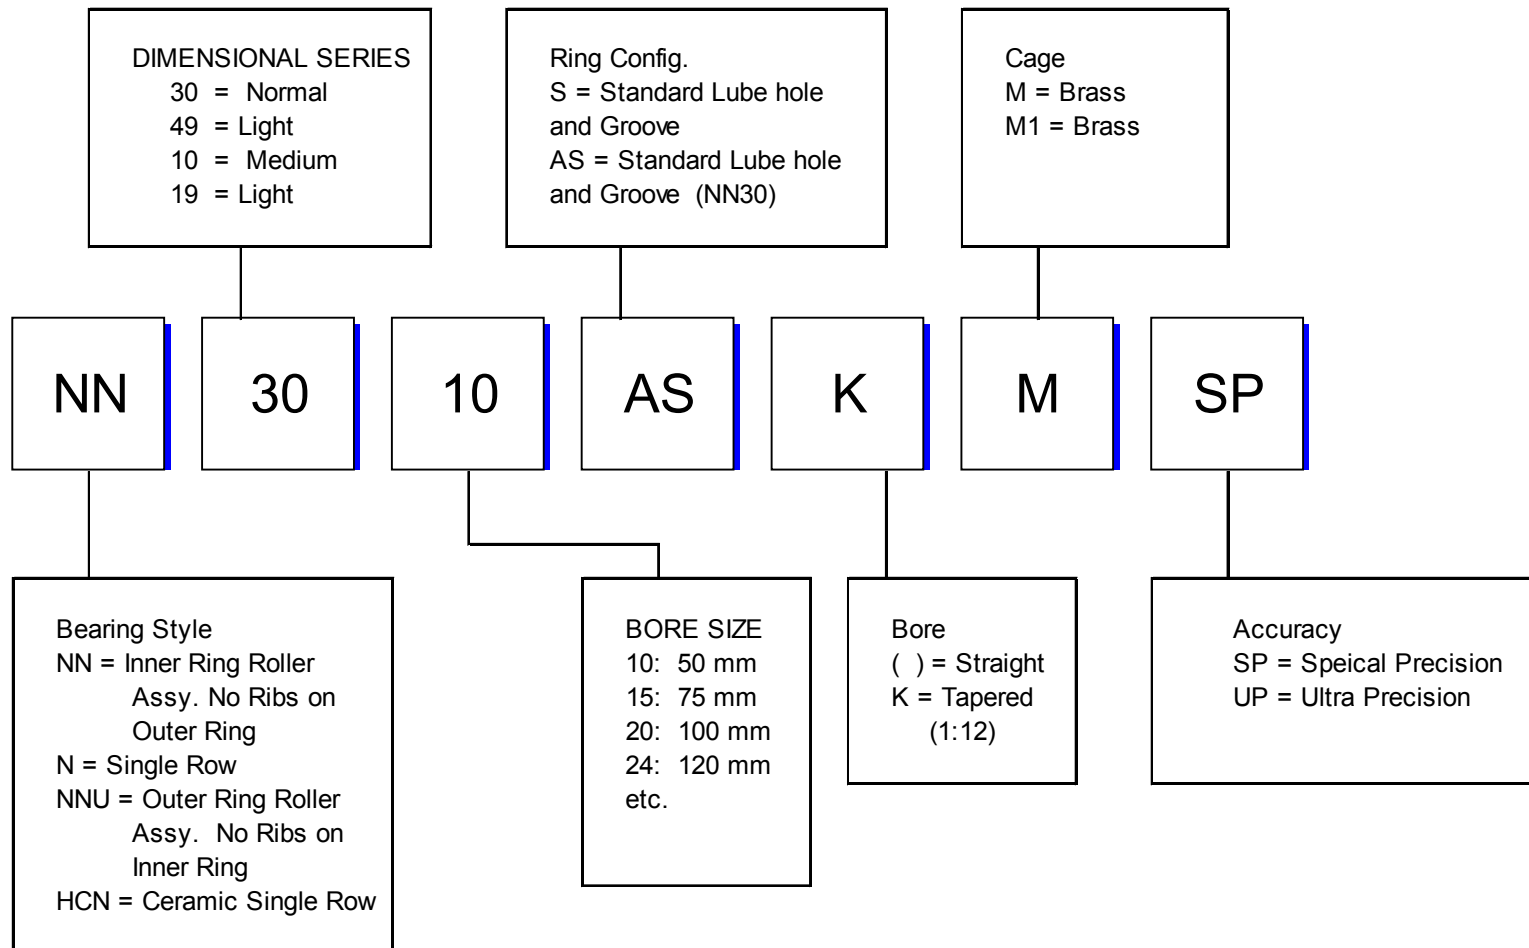 DIMENSIONAL SERIES
30 = Normal
49 = Light
10 = Medium
19 = Light
Ring Config.
S = Standard Lube hole
and Groove
AS = Standard Lube hole
and Groove (NN30)
Cage
M = Brass
M1 = Brass
NN
30
10
AS
K
M
SP
Bearing Style
NN = Inner Ring Roller
Assy. No Ribs on
Outer Ring
N = Single Row
NNU = Outer Ring Roller
Assy. No Ribs on
Inner Ring
HCN = Ceramic Single Row
BORE SIZE
10: 50 mm
15: 75 mm
20: 100 mm
24: 120 mm
etc.
Bore
( ) = Straight
K = Tapered
(1:12)
Accuracy
SP = Speical Precision
UP = Ultra Precision